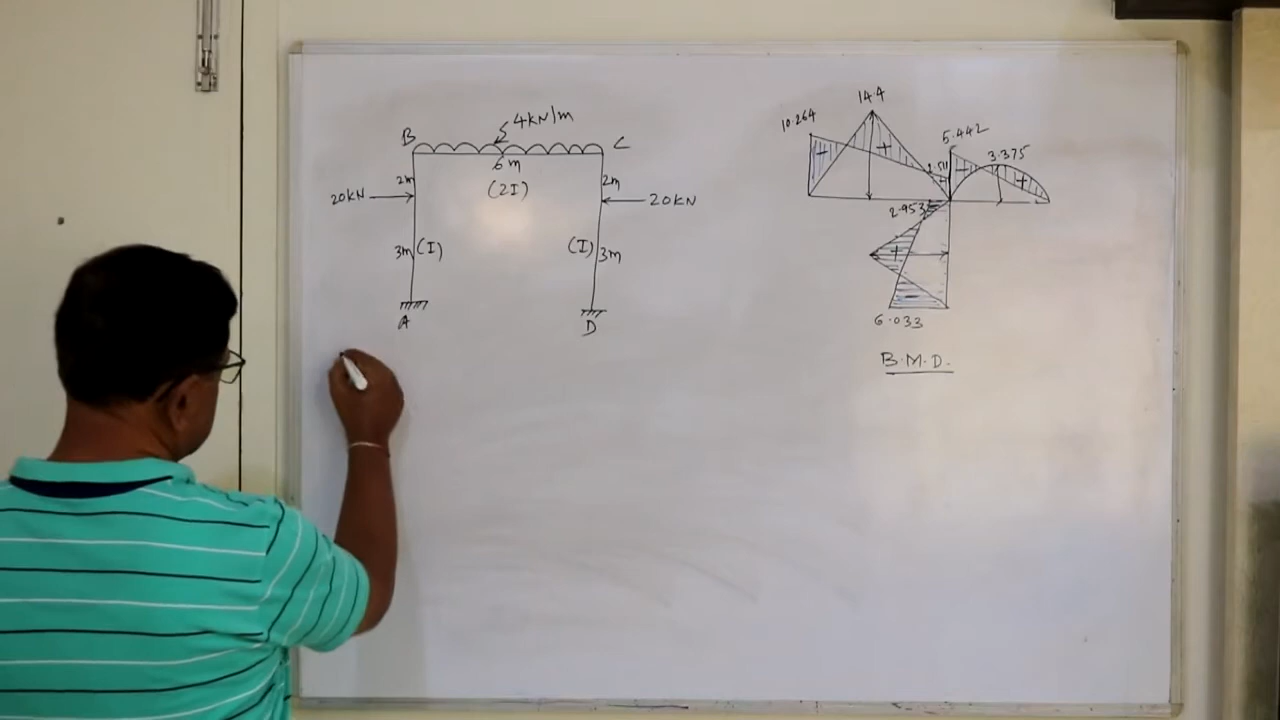 4kN/m
B
C
6m
2m
(2I)
2m
20kN
20kN
3m
(I)
(I)
3m
A
D
14.4
10.264
+
+
5.442
3.375
+
+
2.953
+
-
6.033
B.M.D.